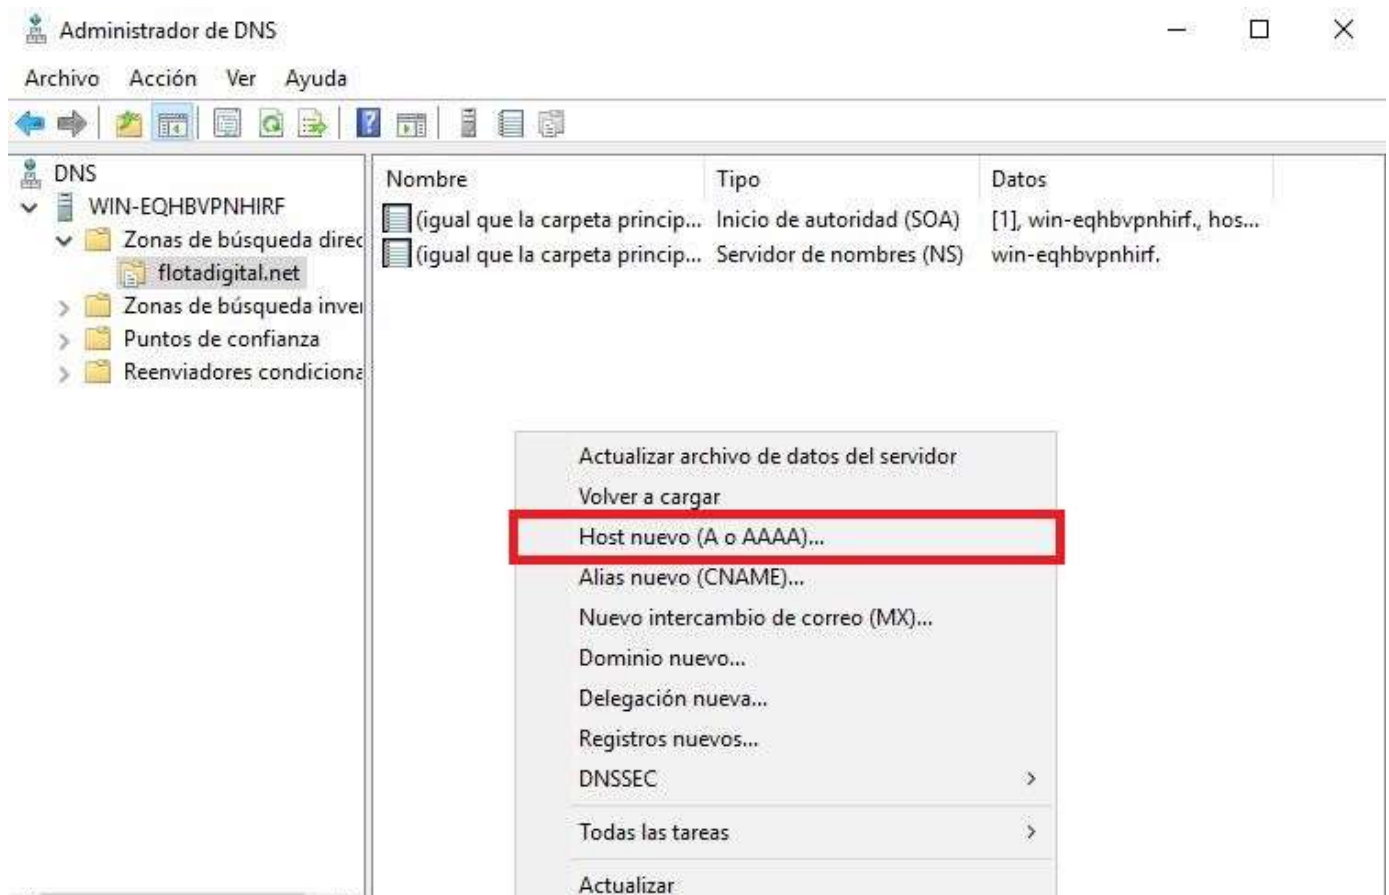 Administrador de DNS
Archivo Acción Ver Ayuda
DNS
WIN-EQHBVPNHIRF
Zonas de búsqueda direc
flotadigital.net
Zonas de búsqueda inver
Puntos de confianza
Reenviadores condiciona
Nombre Tipo Datos
(igual que la carpeta princip... Inicio de autoridad (SOA) [1], win-eqhbvpnhirf., hos...
(igual que la carpeta princip... Servidor de nombres (NS) win-eqhbvpnhirf.
Actualizar archivo de datos del servidor
Volver a cargar
Host nuevo (A o AAAA)...
Alias nuevo (CNAME)...
Nuevo intercambio de correo (MX)...
Dominio nuevo...
Delegación nueva...
Registros nuevos...
DNSSEC
Todas las tareas
Actualizar